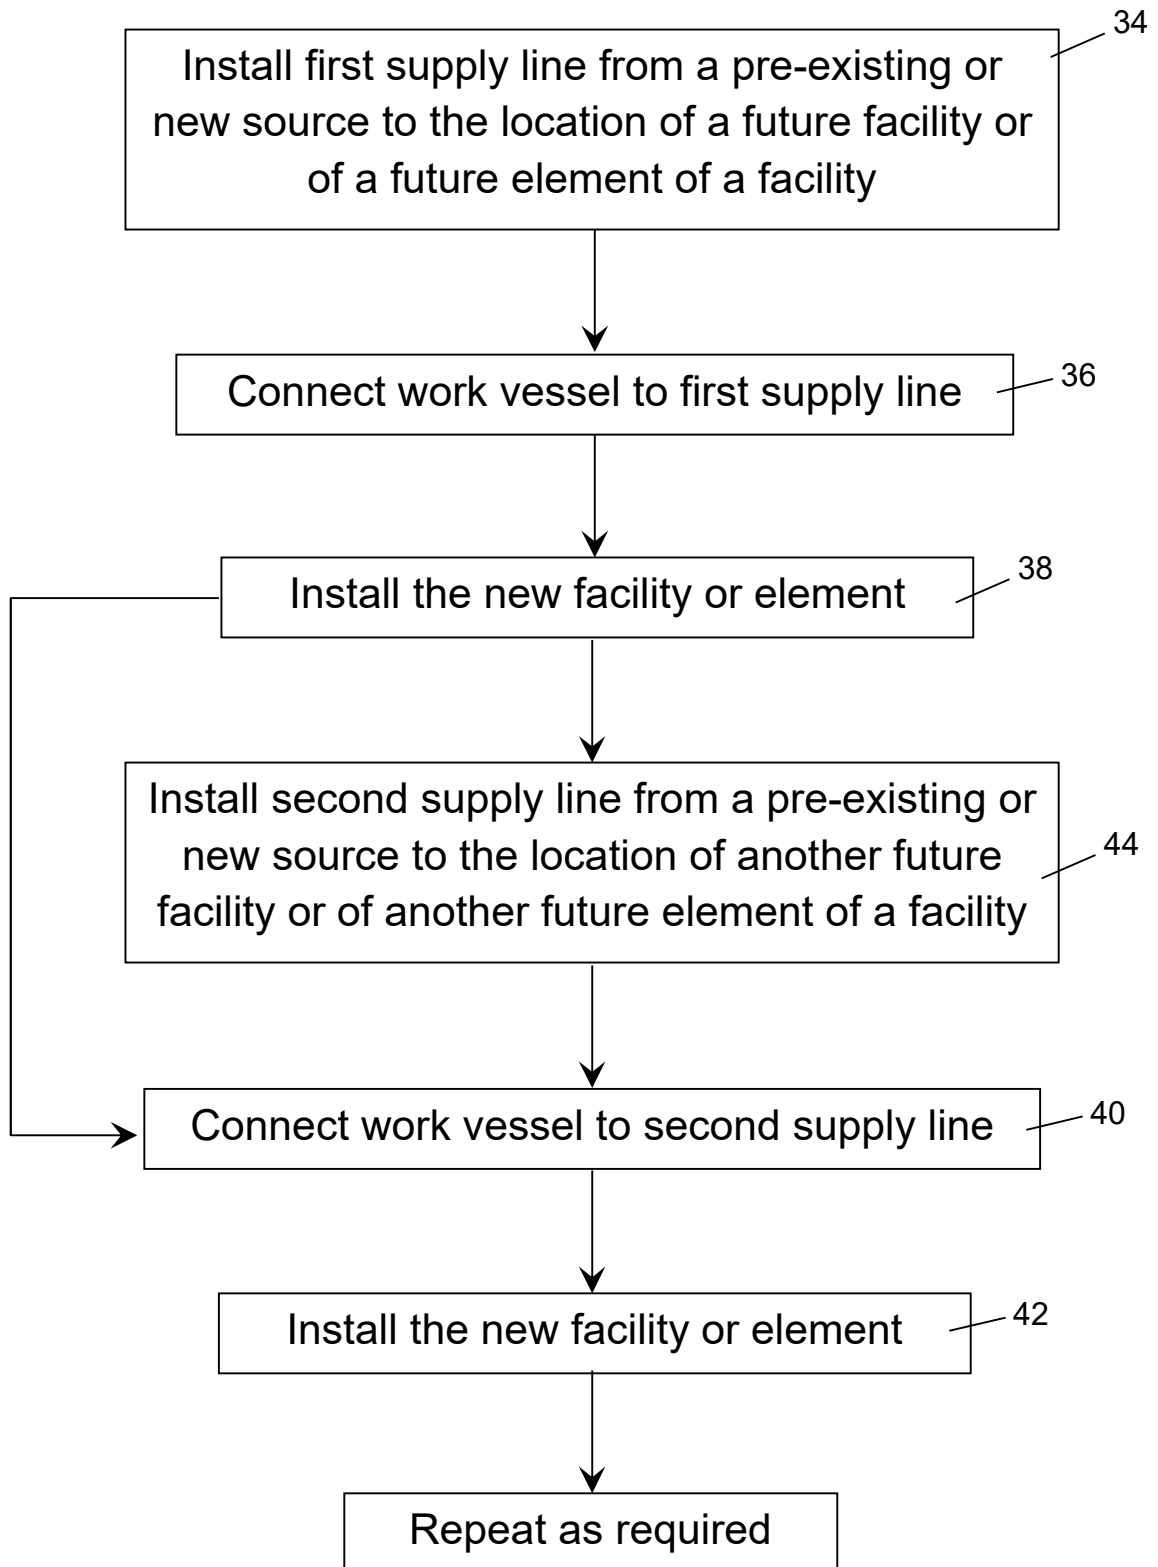 34
Install first supply line from a pre-existing or
new source to the location of a future facility or
of a future element of a facility
Connect work vessel to first supply line
36
Install the new facility or element
38
Install second supply line from a pre-existing or
new source to the location of another future
facility or of another future element of a facility
44
Connect work vessel to second supply line
40
Install the new facility or element
42
Repeat as required